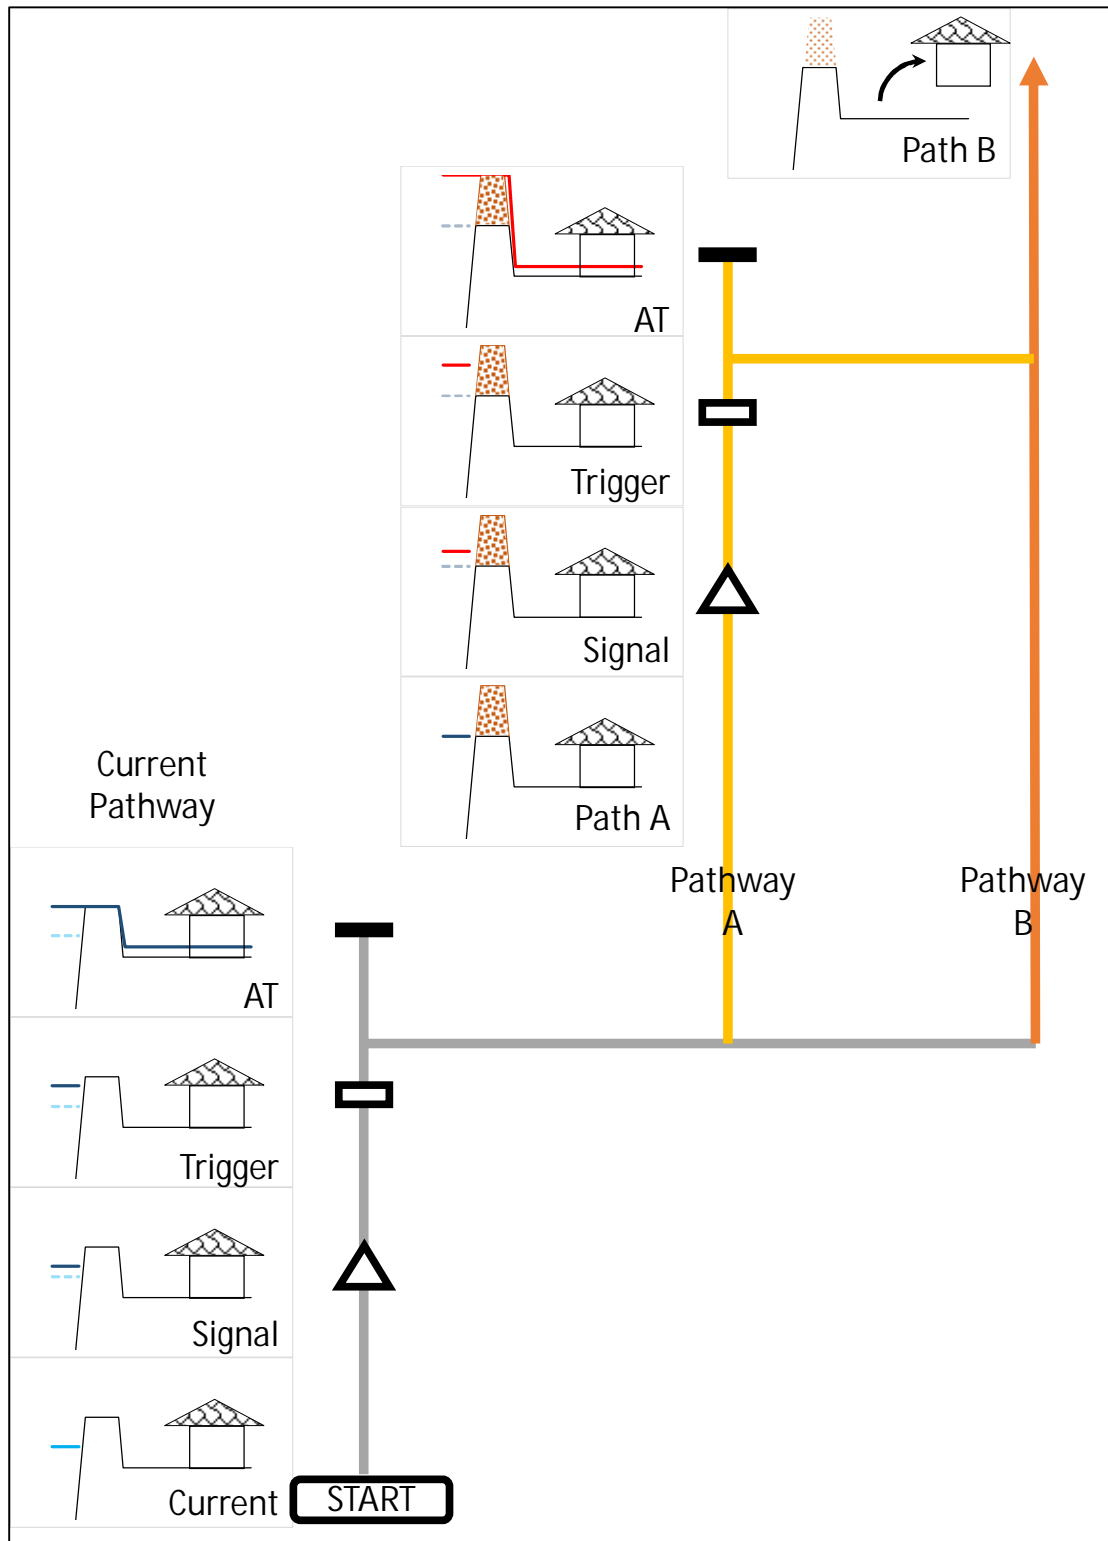 Path B
AT
Trigger
Signal
Path A
Current
Pathway
Pathway
A
Pathway
B
AT
Trigger
Signal
Current
START